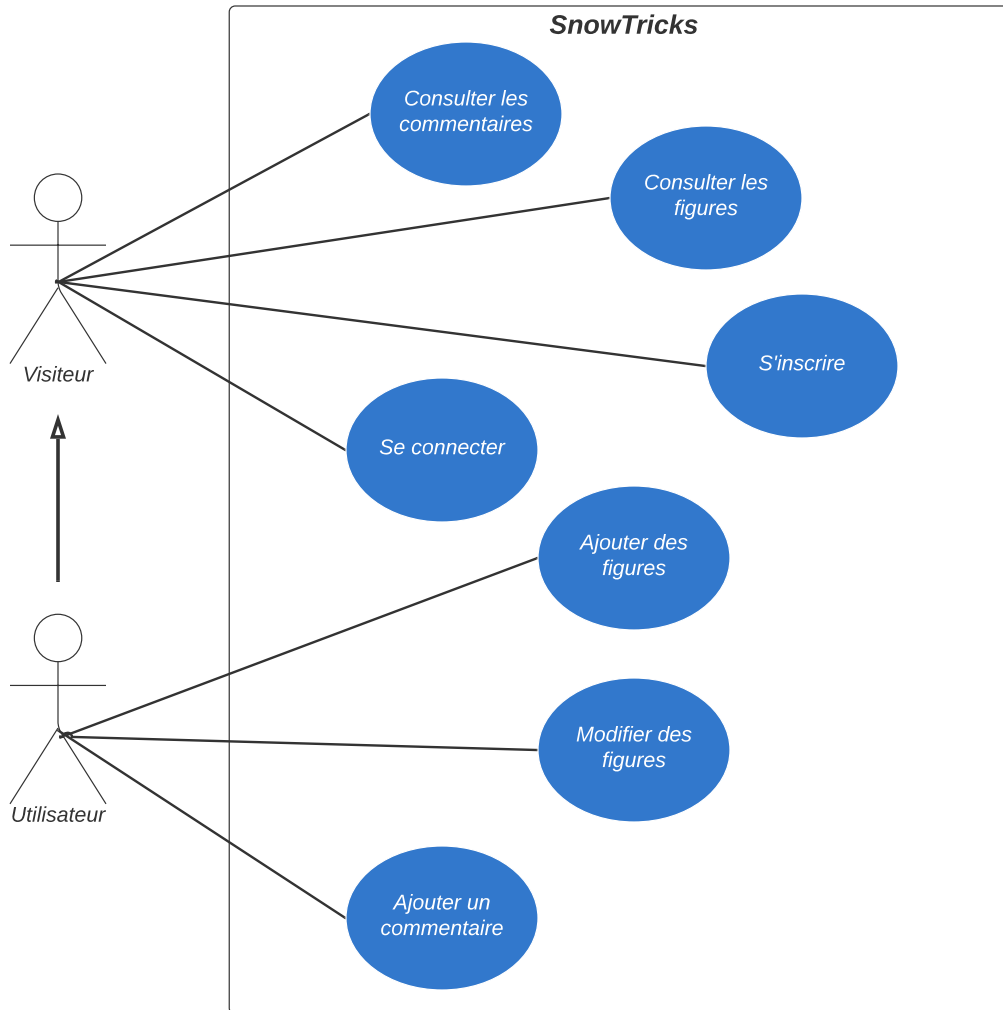 SnowTricks
Consulter les
commentaires
Consulter les
figures
S'inscrire
Visiteur
Se connecter
Ajouter des
figures
Modifier des
figures
Utilisateur
Ajouter un
commentaire